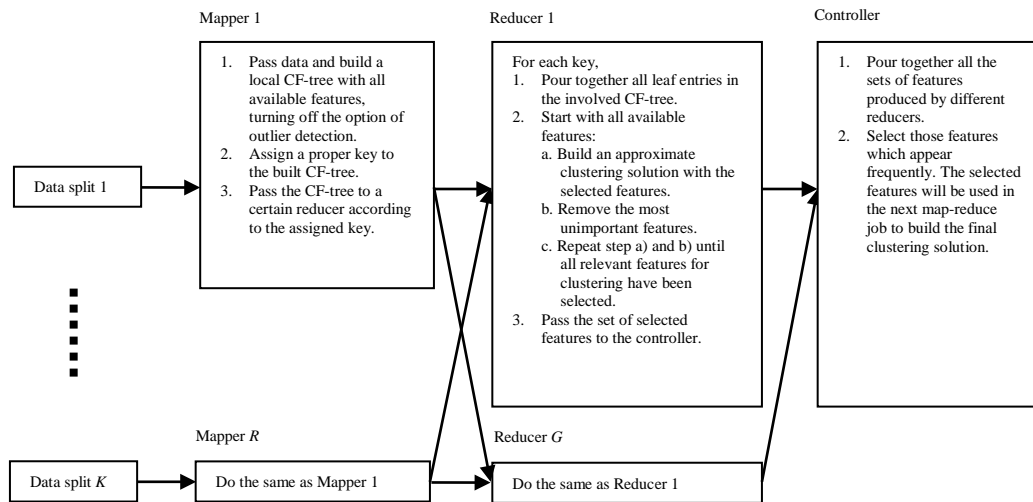 Mapper 1
1. Pass data and build a
local CF-tree with all
available features,
turning off the option of
outlier detection.
2. Assign a proper key to
the built CF-tree.
3. Pass the CF-tree to a
certain reducer according
to the assigned key.
Reducer 1
For each key,
1. Pour together all leaf entries in
the involved CF-tree.
2. Start with all available
features:
a. Build an approximate
clustering solution with the
selected features.
b. Remove the most
unimportant features.
c. Repeat step a) and b) until
all relevant features for
clustering have been
selected.
3. Pass the set of selected
features to the controller.
Controller
1. Pour together all the
sets of features
produced by different
reducers.
2. Select those features
which appear
frequently. The selected
features will be used in
the next map-reduce
job to build the final
clustering solution.
Data split 1
Mapper R
Reducer G
Data split K
Do the same as Mapper 1
Do the same as Reducer 1